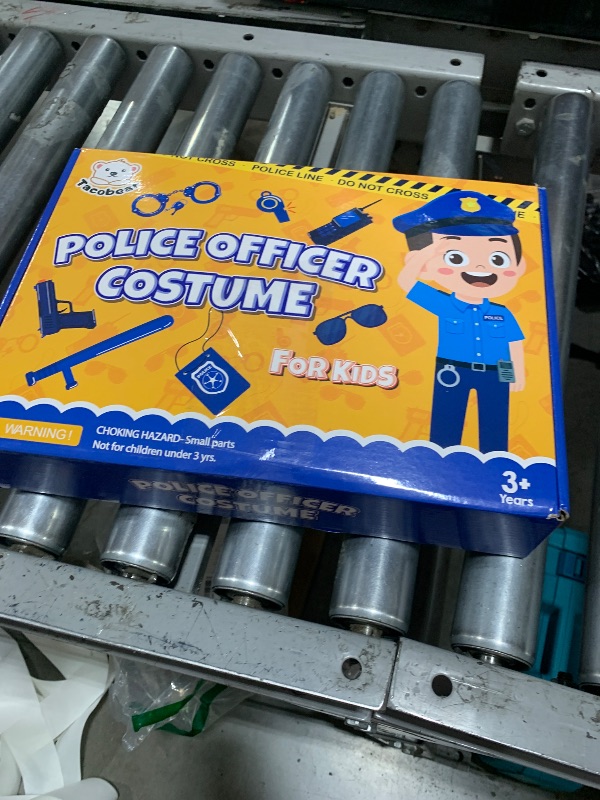 NOT CROSS · POLICE LINE · DO NOT CROSS
Tacobear
POLICE OFFICER
COSTUME
POLICE
FOR KIDS
POLICE
WARNING!
CHOKING HAZARD- Small parts
Not for children under 3 yrs.
3+
Years
POLICE OFFICER
COSTUME